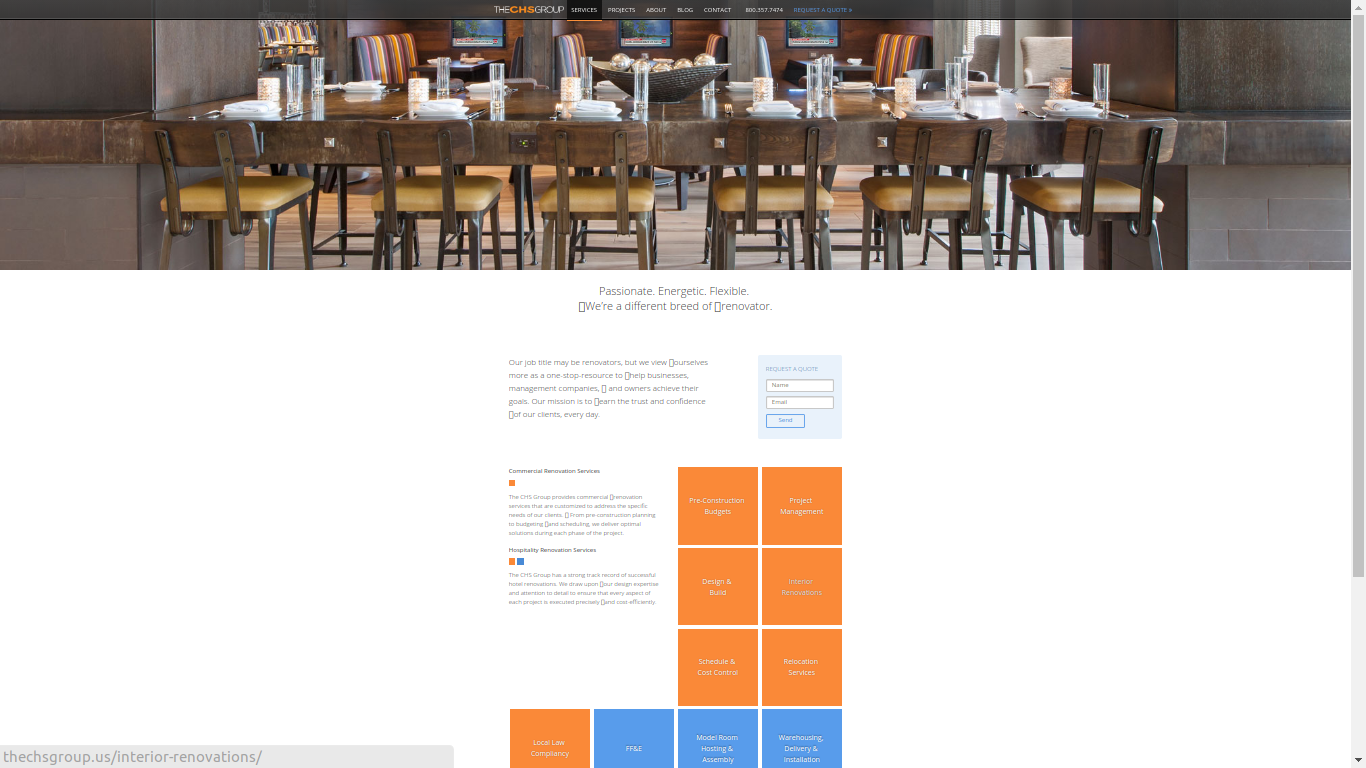 THECHSGROUP SERVICES PROJECTS ABOUT BLOG CONTACT 800.357.7474 REQUEST A QUOTE »
Passionate. Energetic. Flexible.
We're a different breed of renovator.
Our job title may be renovators, but we view ourselves
more as a one-stop-resource to help businesses,
management companies, and owners achieve their
goals. Our mission is to earn the trust and confidence
of our clients, every day.
REQUEST A QUOTE
Name
Email
Send
Commercial Renovation Services
The CHS Group provides commercial renovation
services that are customized to address the specific
needs of our clients. From pre-construction planning
to budgeting and scheduling, we deliver optimal
solutions during each phase of the project.
Hospitality Renovation Services
The CHS Group has a strong track record of successful
hotel renovations. We draw upon our design expertise
and attention to detail to ensure that every aspect of
each project is executed precisely and cost-efficiently.
Pre-Construction
Budgets
Project
Management
Design &
Build
Interior
Renovations
Schedule &
Cost Control
Relocation
Services
Local Law
Compliancy
FF&E
Model Room
Hosting &
Assembly
Warehousing,
Delivery &
Installation
thechsgroup.us/interior-renovations/